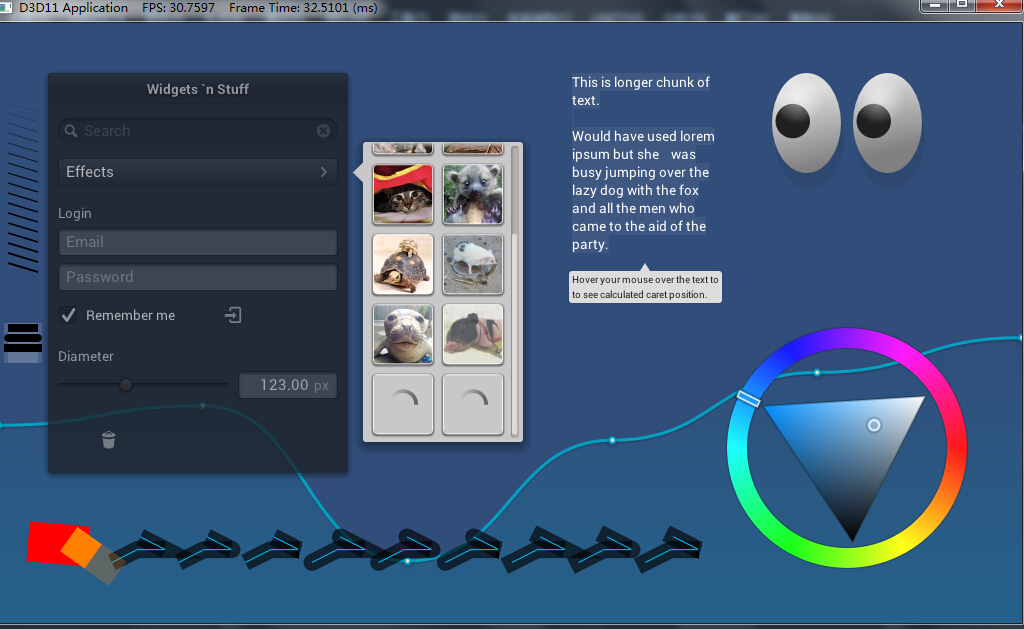 D3D11 Application    FPS: 30.7597    Frame Time: 32.5101 (ms)
Widgets `n Stuff
Search
Effects
Login
Email
Password
Remember me
Diameter
123.00 px
This is longer chunk of
text.
Would have used lorem
ipsum but she   was
busy jumping over the
lazy dog with the fox
and all the men who
came to the aid of the
party.
Hover your mouse over the text to
to see calculated caret position.